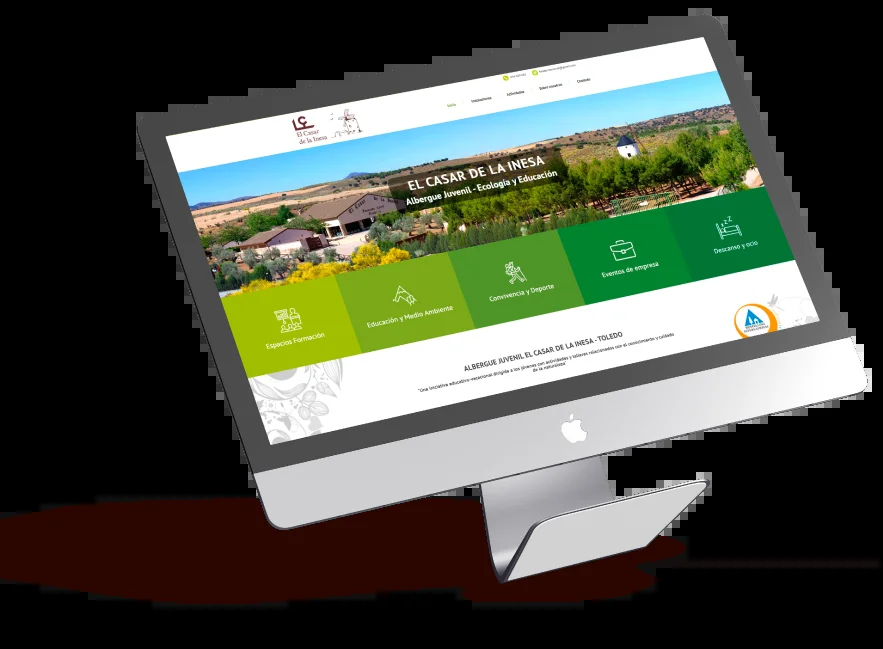 El Casar
de la Inesa
Inicio
Instalaciones
Actividades
Sobre nosotros
Contacto
EL CASAR DE LA INESA
Albergue Juvenil - Ecología y Educación
Espacios Formación
Educación y Medio Ambiente
Convivencia y Deporte
Eventos de empresa
Descanso y ocio
ALBERGUE JUVENIL EL CASAR DE LA INESA - TOLEDO
"Una iniciativa educativo-vacacional dirigida a los jóvenes con actividades y talleres relacionados con el conocimiento y cuidado
de la naturaleza"